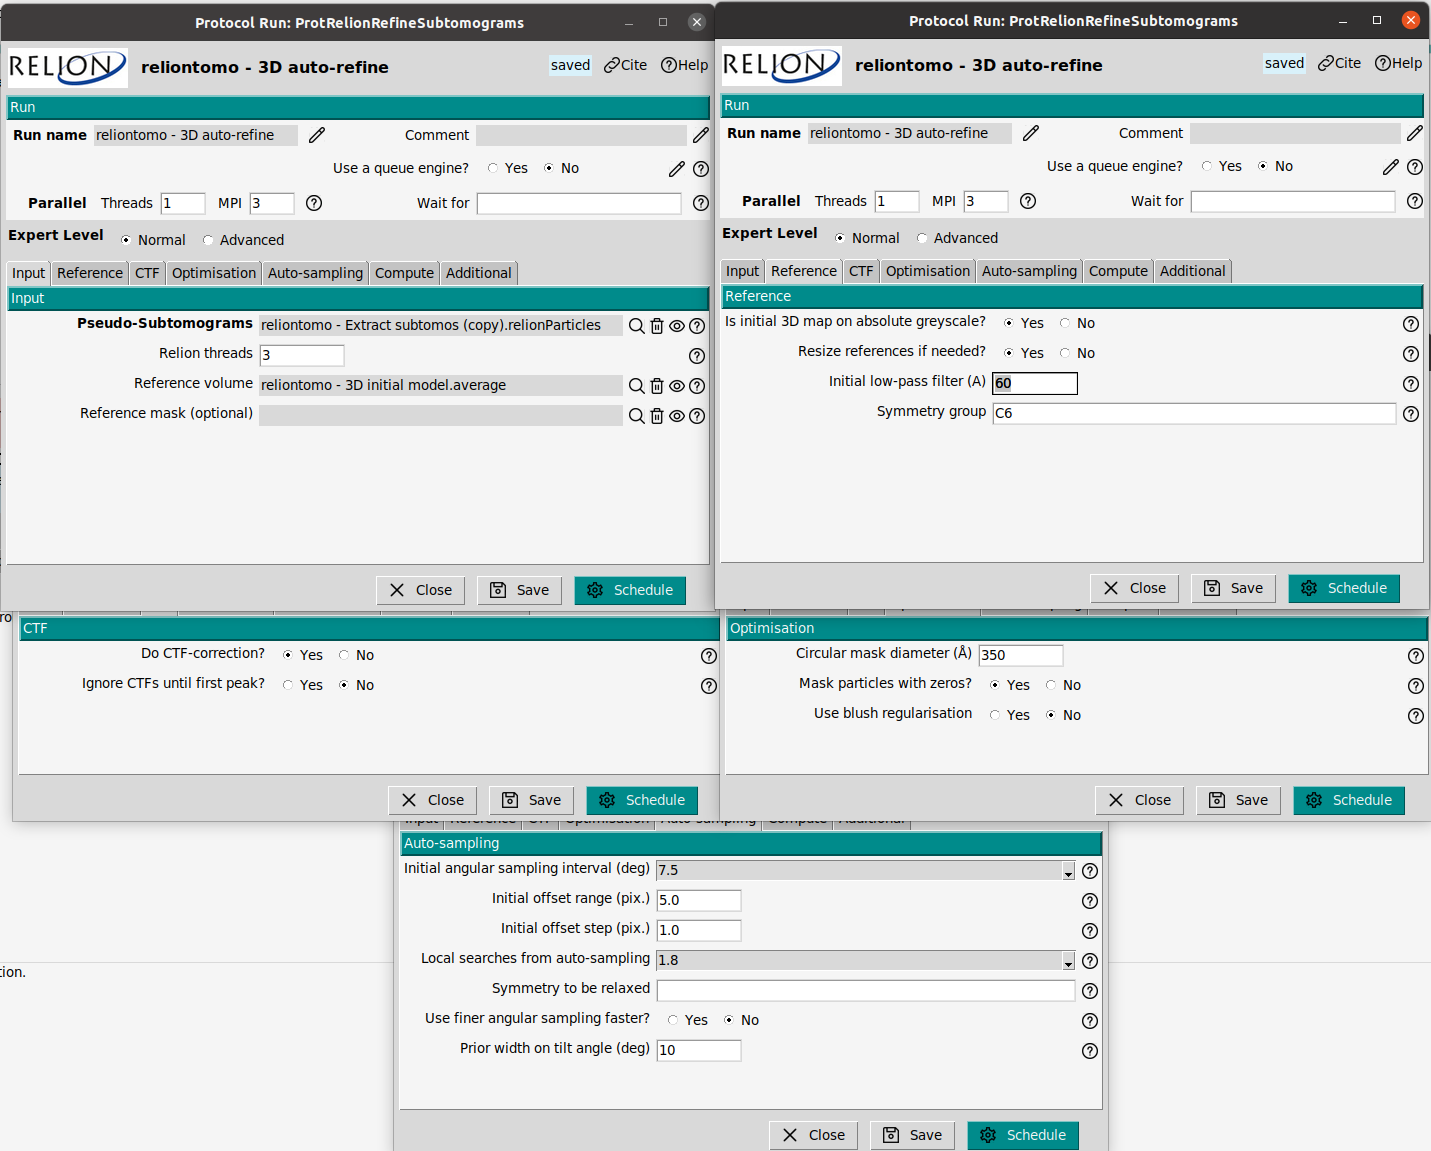 Protocol Run: ProtRelionRefineSubtomograms
RELION reliontomo - 3D auto-refine saved Cite Help
Run
Run name reliontomo - 3D auto-refine Comment
Use a queue engine? Yes No
Parallel Threads 1 MPI 3 Wait for
Expert Level Normal Advanced
Input Reference CTF Optimisation Auto-sampling Compute Additional
Input
Pseudo-Subtomograms reliontomo - Extract subtomos (copy).relionParticles
Relion threads 3
Reference volume reliontomo - 3D initial model.average
Reference mask (optional)
Close Save Schedule
Protocol Run: ProtRelionRefineSubtomograms
RELION reliontomo - 3D auto-refine saved Cite Help
Run
Run name reliontomo - 3D auto-refine Comment
Use a queue engine? Yes No
Parallel Threads 1 MPI 3 Wait for
Expert Level Normal Advanced
Input Reference CTF Optimisation Auto-sampling Compute Additional
Reference
Is initial 3D map on absolute greyscale? Yes No
Resize references if needed? Yes No
Initial low-pass filter (A) 60
Symmetry group C6
Close Save Schedule
ro
CTF
Do CTF-correction? Yes No
Ignore CTFs until first peak? Yes No
Close Save Schedule
Optimisation
Circular mask diameter (Å) 350
Mask particles with zeros? Yes No
Use blush regularisation Yes No
Close Save Schedule
Input Reference CTF Optimisation Auto-sampling Compute Additional
Auto-sampling
Initial angular sampling interval (deg) 7.5
Initial offset range (pix.) 5.0
Initial offset step (pix.) 1.0
Local searches from auto-sampling 1.8
tion.
Symmetry to be relaxed
Use finer angular sampling faster? Yes No
Prior width on tilt angle (deg) 10
Close Save Schedule